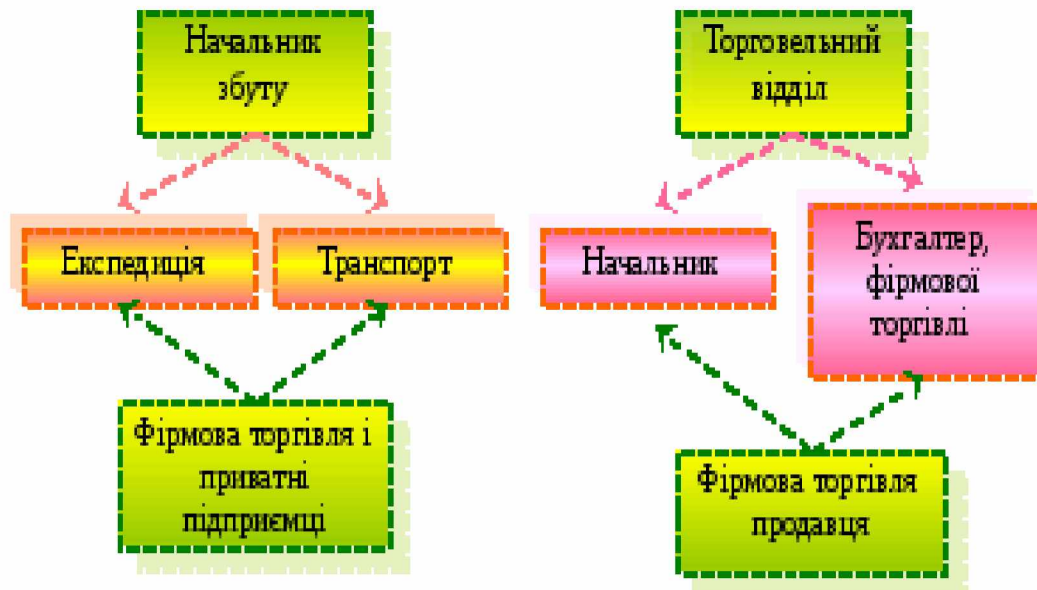 Начальник
збуту
Торговельний
відділ
Експедиція
Транспорт
Начальник
Бухгалтер,
фірмової
торгівлі
Фірмова торгівля і
приватні
підприємці
Фірмова торгівля
продавця